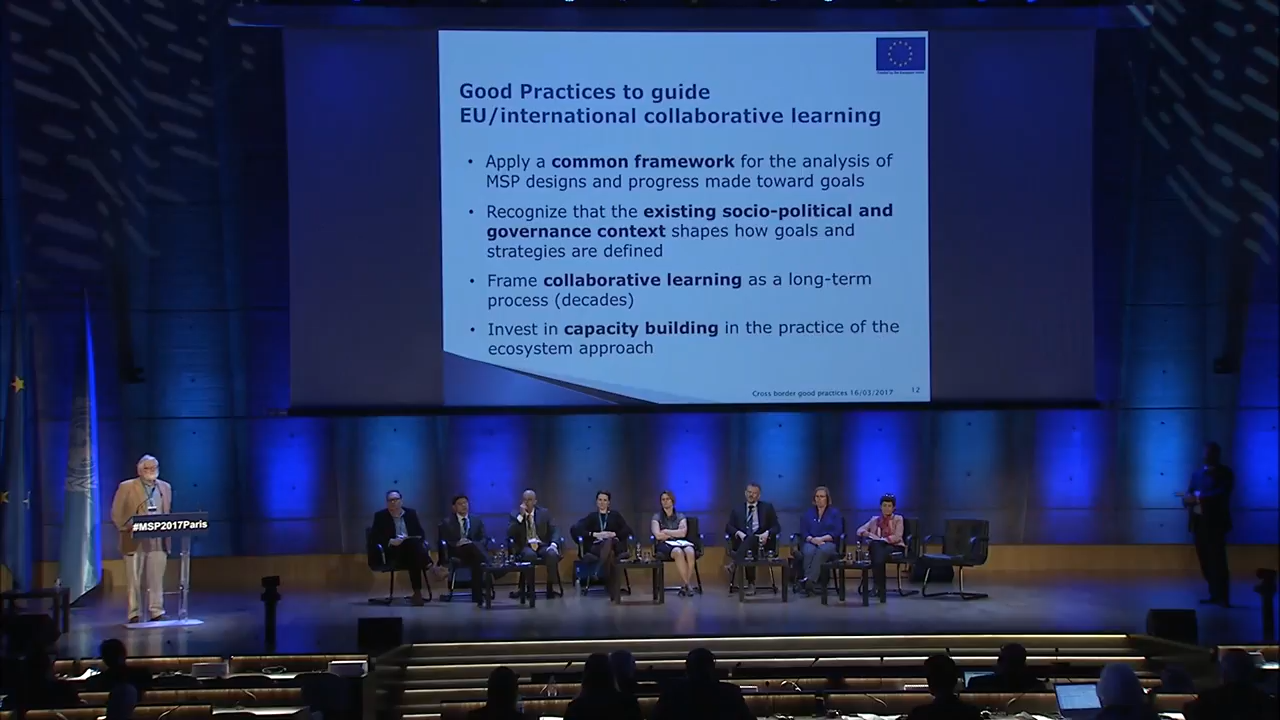 Good Practices to guide
EU/international collaborative learning
• Apply a common framework for the analysis of
MSP designs and progress made toward goals
• Recognize that the existing socio-political and
governance context shapes how goals and
strategies are defined
• Frame collaborative learning as a long-term
process (decades)
• Invest in capacity building in the practice of the
ecosystem approach
Cross border good practices 16/03/2017 12
#MSP2017Paris